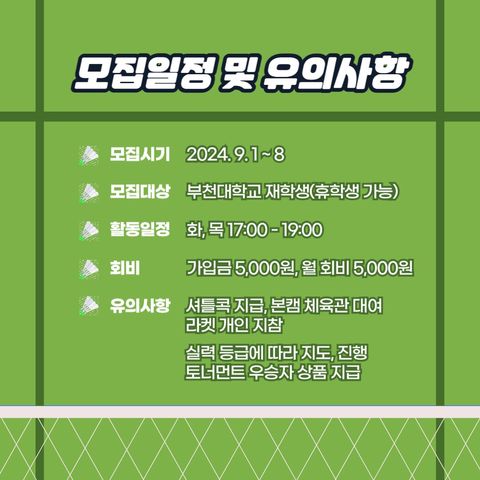 모집일정 및 유의사항
모집시기 2024. 9. 1 ~ 8
모집대상 부천대학교 재학생(휴학생 가능)
활동일정 화, 목 17:00 - 19:00
회비 가입금 5,000원, 월 회비 5,000원
유의사항 셔틀콕 지급, 본캠 체육관 대여
라켓 개인 지참
실력 등급에 따라 지도, 진행
토너먼트 우승자 상품 지급